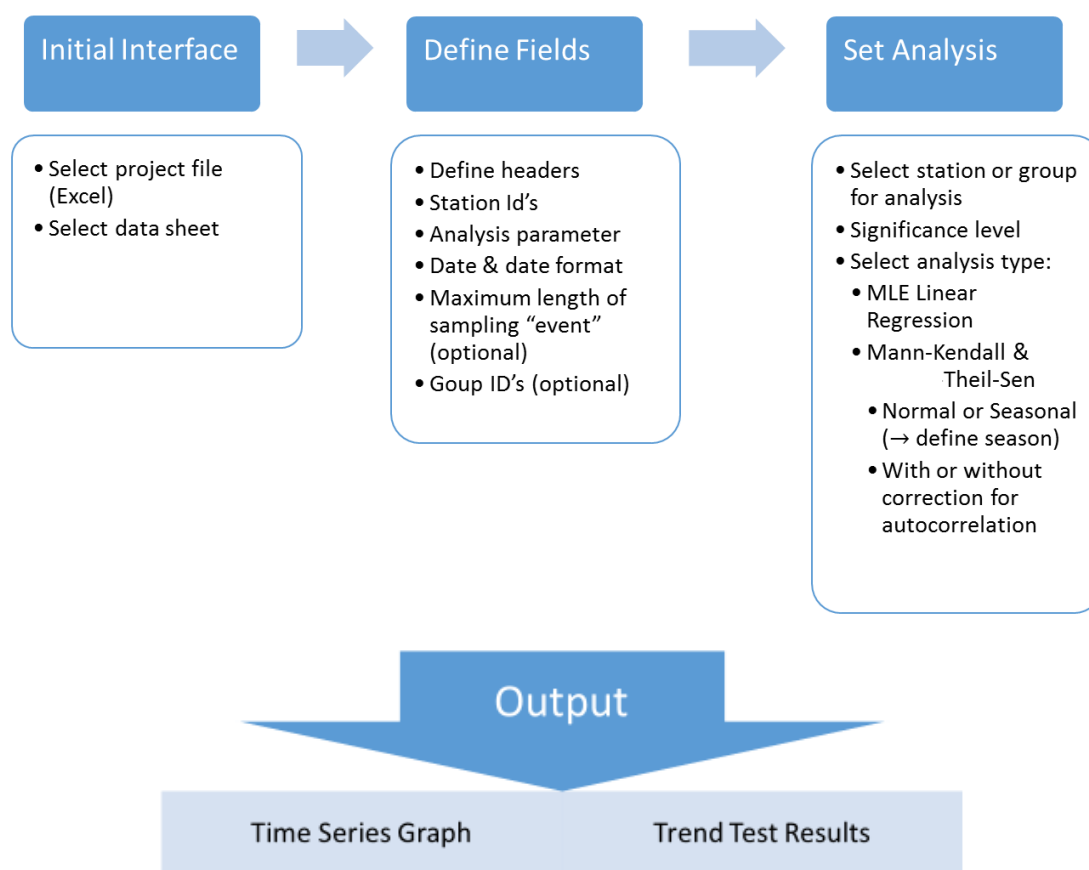 Initial Interface
• Select project file
(Excel)
• Select data sheet
Define Fields
• Define headers
• Station Id's
• Analysis parameter
• Date & date format
• Maximum length of
sampling “event”
(optional)
• Goup ID's (optional)
Set Analysis
• Select station or group
for analysis
• Significance level
• Select analysis type:
• MLE Linear
Regression
• Mann-Kendall &
Theil-Sen
• Normal or Seasonal
(→ define season)
• With or without
correction for
autocorrelation
Output
Time Series Graph
Trend Test Results